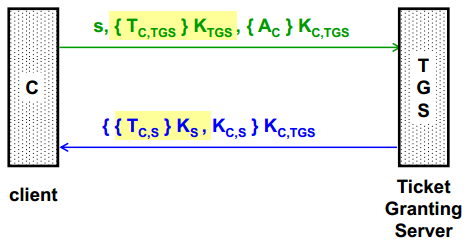 s, { T_C,TGS } K_TGS , { A_C } K_C,TGS
C
T
G
S
{ { T_C,S } K_S , K_C,S } K_C,TGS
client
Ticket
Granting
Server